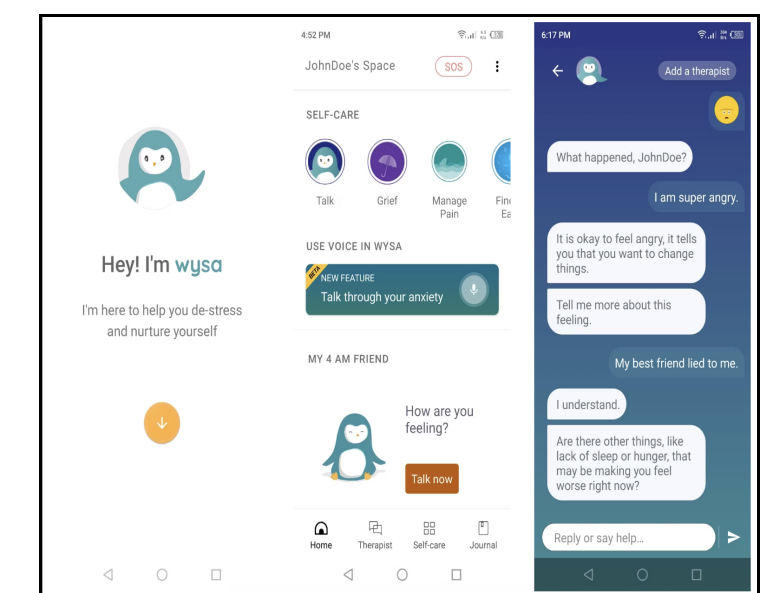 Hey! I'm wysa
I'm here to help you de-stress
and nurture yourself
4:52 PM
JohnDoe's Space
SOS
SELF-CARE
Talk
Grief
Manage
Pain
USE VOICE IN WYSA
BETA
NEW FEATURE
Talk through your anxiety
MY 4 AM FRIEND
How are you
feeling?
Talk now
Home
Therapist
Self-care
Journal
6:17 PM
Add a therapist
What happened, JohnDoe?
I am super angry.
It is okay to feel angry, it tells
you that you want to change
things.
Tell me more about this
feeling.
My best friend lied to me.
I understand.
Are there other things, like
lack of sleep or hunger, that
may be making you feel
worse right now?
Reply or say help...